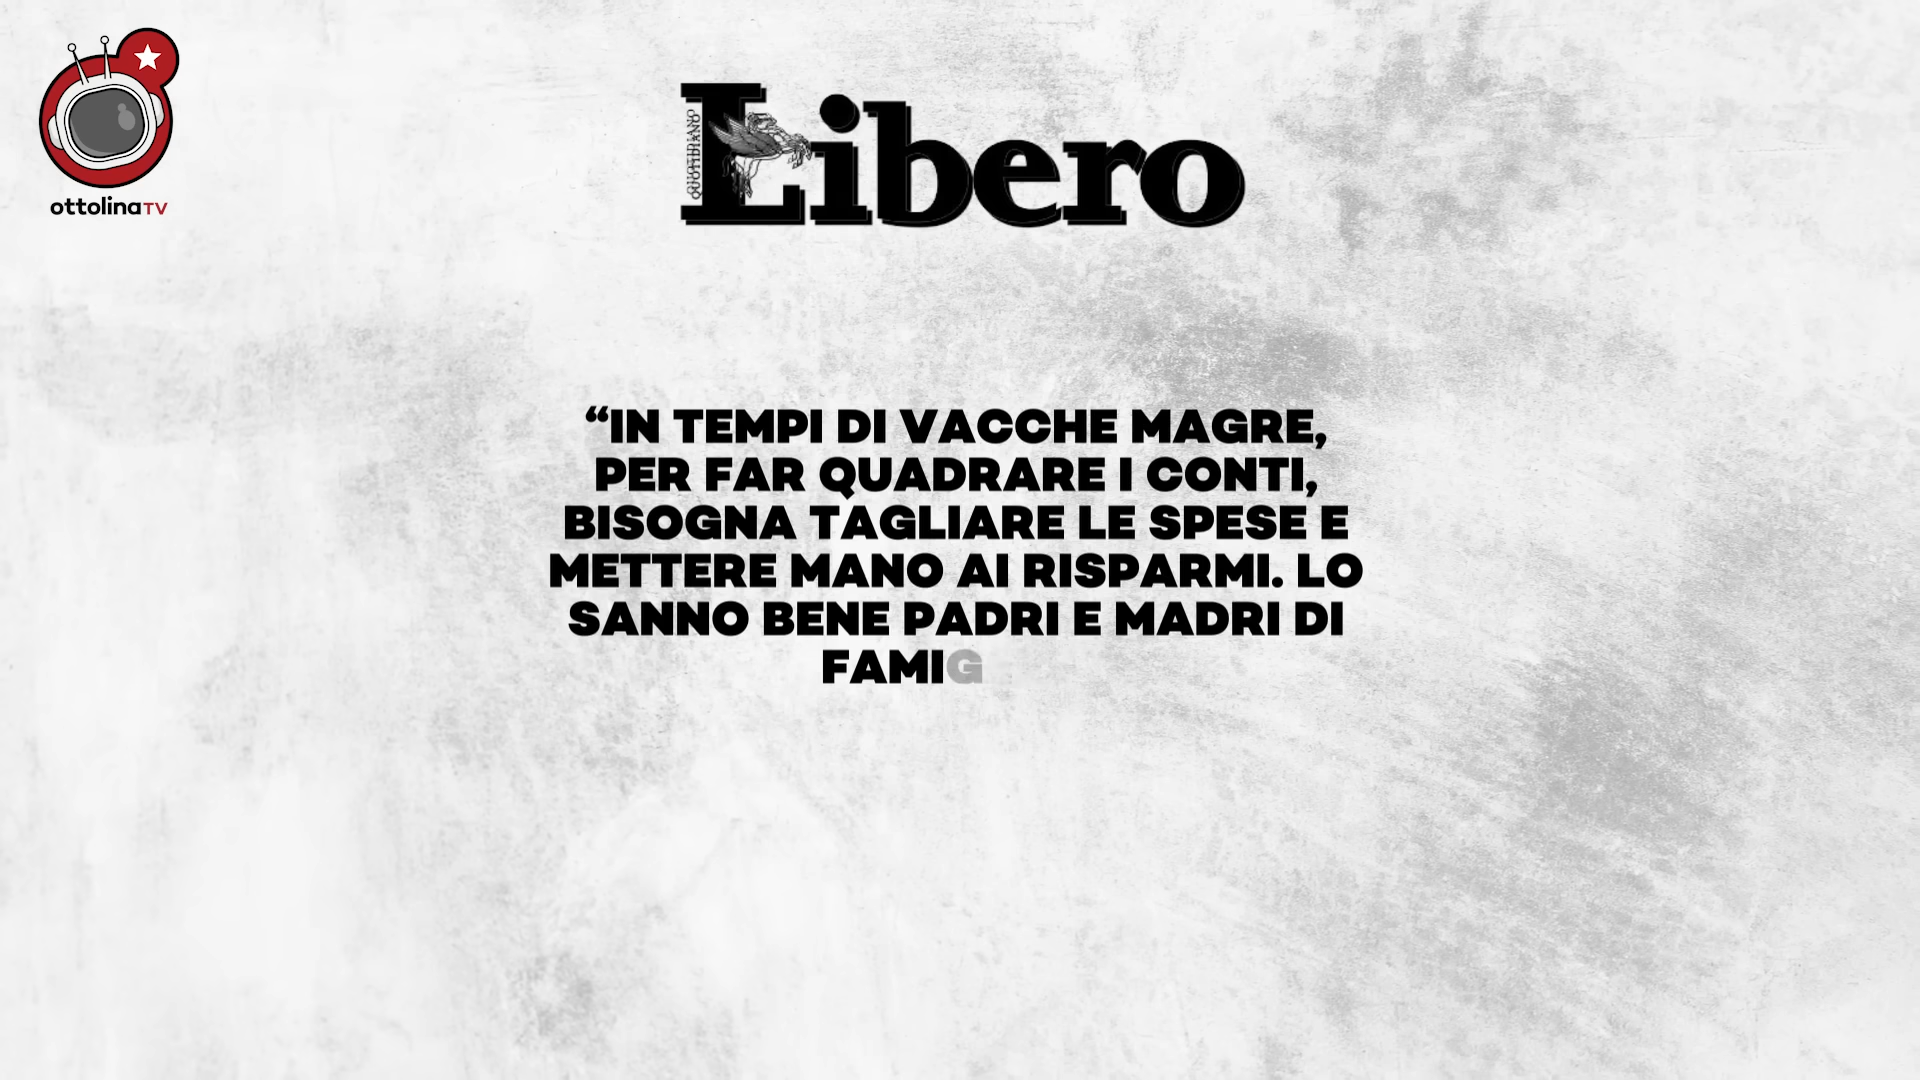 ottolinaTV
QUOTIDIANO
Libero
“IN TEMPI DI VACCHE MAGRE,
PER FAR QUADRARE I CONTI,
BISOGNA TAGLIARE LE SPESE E
METTERE MANO AI RISPARMI. LO
SANNO BENE PADRI E MADRI DI
FAMIG